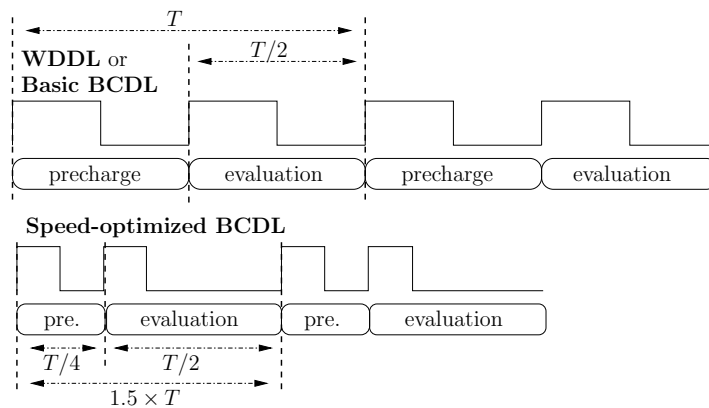 T
WDDL or
Basic BCDL
T/2
precharge
evaluation
precharge
evaluation
Speed-optimized BCDL
pre.
evaluation
pre.
evaluation
T/4
T/2
1.5 × T